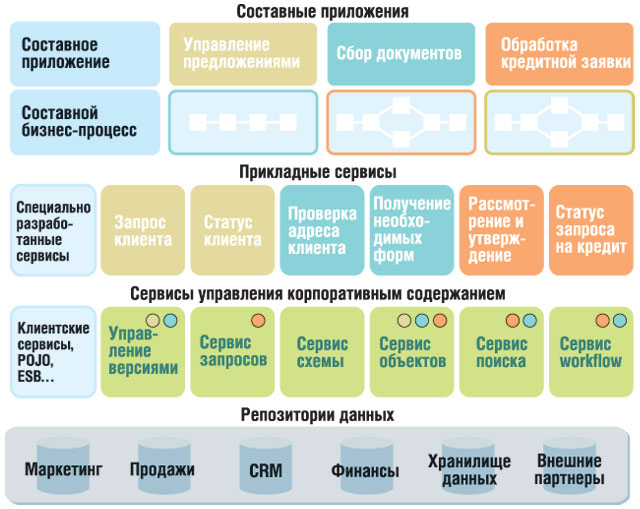 Составные приложения
Составное
приложение
Управление
предложениями
Сбор документов
Обработка
кредитной заявки
Составной
бизнес-процесс
Прикладные сервисы
Специально
разрабо-
танные
сервисы
Запрос
клиента
Статус
клиента
Проверка
адреса
клиента
Получение
необхо-
димых
форм
Рассмот-
рение и
утверж-
дение
Статус
запроса
на кредит
Сервисы управления корпоративным содержанием
Клиентские
сервисы,
POJO,
ESB...
Управ-
ление
версиями
Сервис
запросов
Сервис
схемы
Сервис
объектов
Сервис
поиска
Сервис
workflow
Репозитории данных
Маркетинг
Продажи
CRM
Финансы
Хранилище
данных
Внешние
партнеры